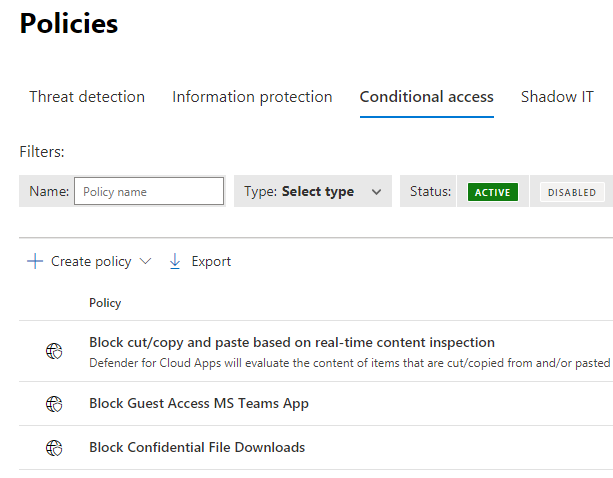 Policies
Threat detection Information protection Conditional access Shadow IT
Filters:
Name: Policy name Type: Select type Status: ACTIVE DISABLED
Create policy Export
Policy
Block cut/copy and paste based on real-time content inspection
Defender for Cloud Apps will evaluate the content of items that are cut/copied from and/or pasted
Block Guest Access MS Teams App
Block Confidential File Downloads